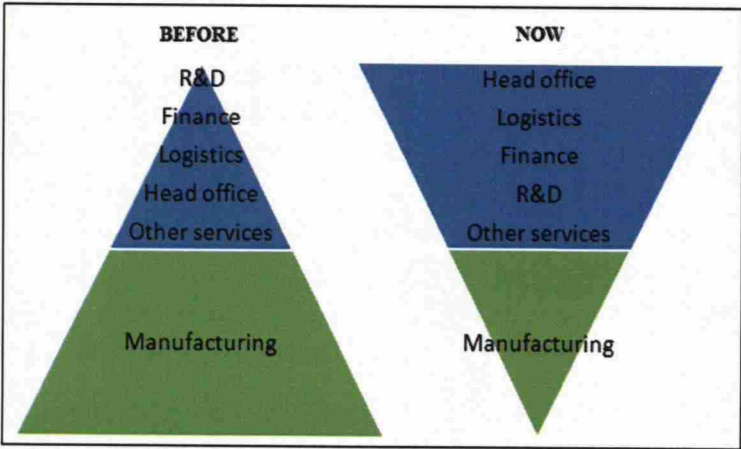 BEFORE
R&D
Finance
Logistics
Head office
Other services
Manufacturing
NOW
Head office
Logistics
Finance
R&D
Other services
Manufacturing